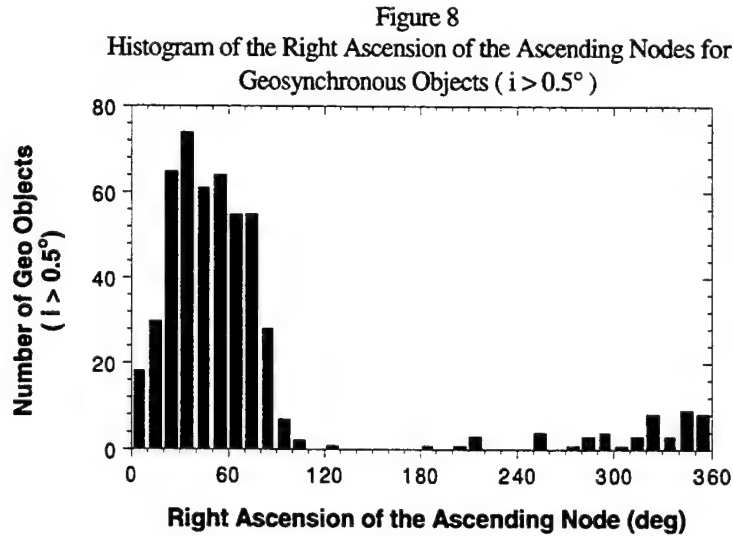 Figure 8
Histogram of the Right Ascension of the Ascending Nodes for
Geosynchronous Objects ( i > 0.5° )
Number of Geo Objects
( i > 0.5°)
80
60
40
20
0
0 60 120 180 240 300 360
Right Ascension of the Ascending Node (deg)